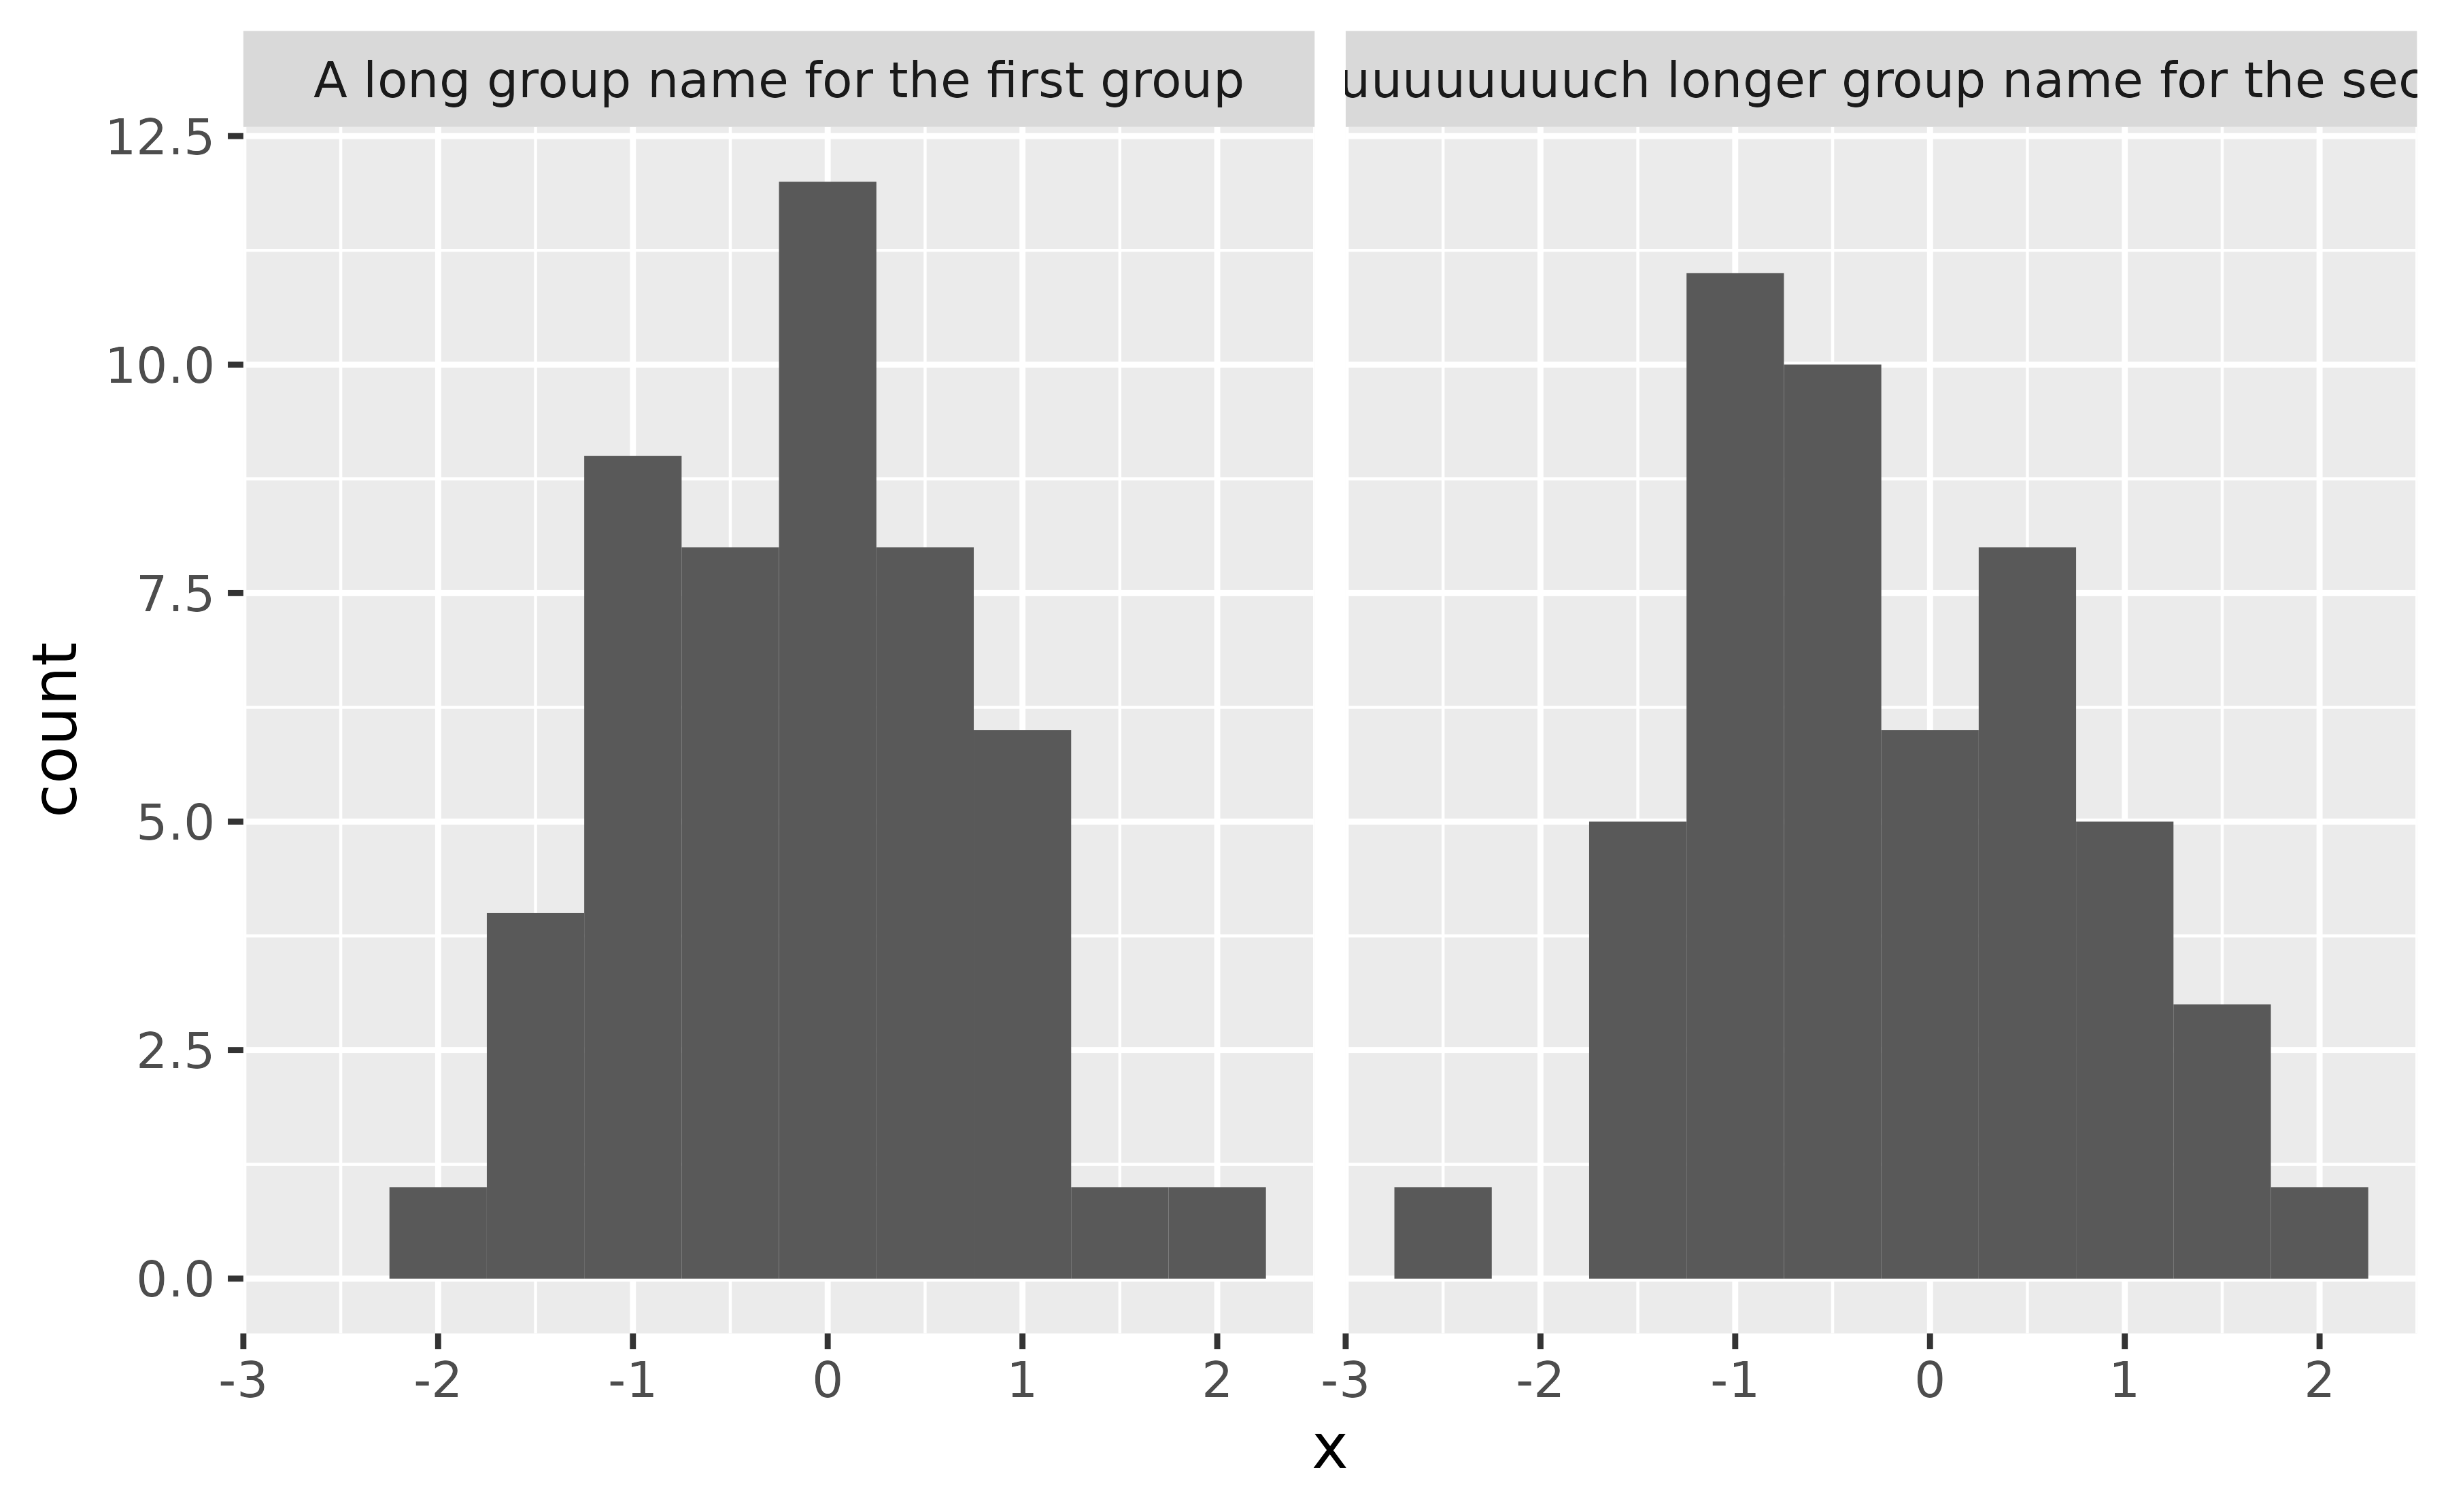 A long group name for the first group
uuuuuuuuuch longer group name for the sec
12.5
10.0
7.5
5.0
2.5
0.0
count
-3 -2 -1 0 1 2
-3 -2 -1 0 1 2
x